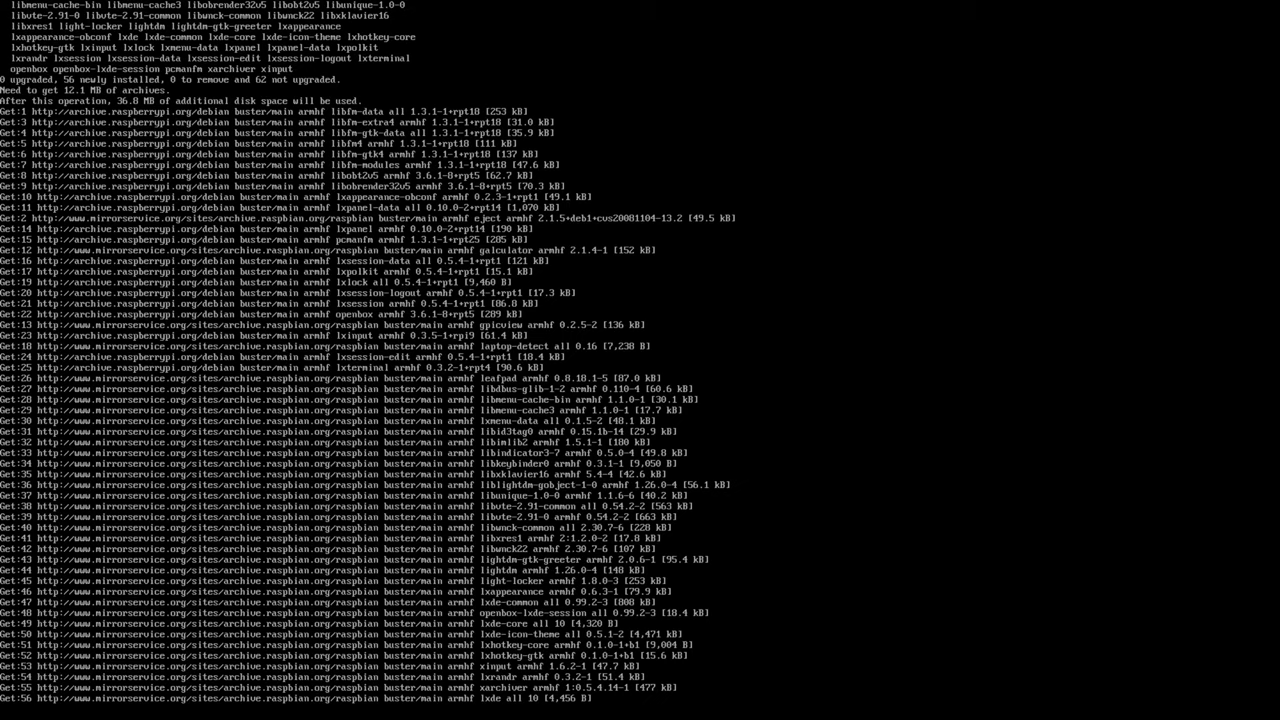 libmenu-cache-bin libmenu-cache3 libobrender32v5 libobt2v5 libunique-1.0-0
libvte-2.91-0 libvte-2.91-common libwnck-common libwnck22 libxklavier16
libxres1 light-locker lightdm lightdm-gtk-greeter lxappearance
lxappearance-obconf lxde lxde-common lxde-core lxde-icon-theme lxhotkey-core
lxhotkey-gtk lxinput lxlock lxmenu-data lxpanel lxpanel-data lxpolkit
lxrandr lxsession lxsession-data lxsession-edit lxsession-logout lxterminal
openbox openbox-lxde-session pcmanfm xarchiver xinput
0 upgraded, 56 newly installed, 0 to remove and 62 not upgraded.
Need to get 12.1 MB of archives.
After this operation, 36.8 MB of additional disk space will be used.
Get:1 http://archive.raspberrypi.org/debian buster/main armhf libfm-data all 1.3.1-1+rpt18 [253 kB]
Get:3 http://archive.raspberrypi.org/debian buster/main armhf libfm-extra4 armhf 1.3.1-1+rpt18 [31.0 kB]
Get:4 http://archive.raspberrypi.org/debian buster/main armhf libfm-gtk-data all 1.3.1-1+rpt18 [35.9 kB]
Get:5 http://archive.raspberrypi.org/debian buster/main armhf libfm4 armhf 1.3.1-1+rpt18 [111 kB]
Get:6 http://archive.raspberrypi.org/debian buster/main armhf libfm-gtk4 armhf 1.3.1-1+rpt18 [137 kB]
Get:7 http://archive.raspberrypi.org/debian buster/main armhf libfm-modules armhf 1.3.1-1+rpt18 [47.6 kB]
Get:8 http://archive.raspberrypi.org/debian buster/main armhf libobt2v5 armhf 3.6.1-8+rpt5 [62.7 kB]
Get:9 http://archive.raspberrypi.org/debian buster/main armhf libobrender32v5 armhf 3.6.1-8+rpt5 [70.3 kB]
Get:10 http://archive.raspberrypi.org/debian buster/main armhf lxappearance-obconf armhf 0.2.3-1+rpt1 [49.1 kB]
Get:11 http://archive.raspberrypi.org/debian buster/main armhf lxpanel-data all 0.10.0-2+rpt14 [1,070 kB]
Get:2 http://www.mirrorservice.org/sites/archive.raspbian.org/raspbian buster/main armhf eject armhf 2.1.5+deb1+cvs20081104-13.2 [49.5 kB]
Get:14 http://archive.raspberrypi.org/debian buster/main armhf lxpanel armhf 0.10.0-2+rpt14 [190 kB]
Get:15 http://archive.raspberrypi.org/debian buster/main armhf pcmanfm armhf 1.3.1-1+rpt25 [285 kB]
Get:12 http://www.mirrorservice.org/sites/archive.raspbian.org/raspbian buster/main armhf galculator armhf 2.1.4-1 [152 kB]
Get:16 http://archive.raspberrypi.org/debian buster/main armhf lxsession-data all 0.5.4-1+rpt1 [121 kB]
Get:17 http://archive.raspberrypi.org/debian buster/main armhf lxpolkit armhf 0.5.4-1+rpt1 [15.1 kB]
Get:19 http://archive.raspberrypi.org/debian buster/main armhf lxlock all 0.5.4-1+rpt1 [9,460 B]
Get:20 http://archive.raspberrypi.org/debian buster/main armhf lxsession-logout armhf 0.5.4-1+rpt1 [17.3 kB]
Get:21 http://archive.raspberrypi.org/debian buster/main armhf lxsession armhf 0.5.4-1+rpt1 [86.8 kB]
Get:22 http://archive.raspberrypi.org/debian buster/main armhf openbox armhf 3.6.1-8+rpt5 [289 kB]
Get:13 http://www.mirrorservice.org/sites/archive.raspbian.org/raspbian buster/main armhf gpicview armhf 0.2.5-2 [136 kB]
Get:23 http://archive.raspberrypi.org/debian buster/main armhf lxinput armhf 0.3.5-1+rpi9 [61.4 kB]
Get:18 http://www.mirrorservice.org/sites/archive.raspbian.org/raspbian buster/main armhf laptop-detect all 0.16 [7,238 B]
Get:24 http://archive.raspberrypi.org/debian buster/main armhf lxsession-edit armhf 0.5.4-1+rpt1 [18.4 kB]
Get:25 http://archive.raspberrypi.org/debian buster/main armhf lxterminal armhf 0.3.2-1+rpt4 [90.6 kB]
Get:26 http://www.mirrorservice.org/sites/archive.raspbian.org/raspbian buster/main armhf leafpad armhf 0.8.18.1-5 [87.0 kB]
Get:27 http://www.mirrorservice.org/sites/archive.raspbian.org/raspbian buster/main armhf libdbus-glib-1-2 armhf 0.110-4 [60.6 kB]
Get:28 http://www.mirrorservice.org/sites/archive.raspbian.org/raspbian buster/main armhf libmenu-cache-bin armhf 1.1.0-1 [30.1 kB]
Get:29 http://www.mirrorservice.org/sites/archive.raspbian.org/raspbian buster/main armhf libmenu-cache3 armhf 1.1.0-1 [17.7 kB]
Get:30 http://www.mirrorservice.org/sites/archive.raspbian.org/raspbian buster/main armhf lxmenu-data all 0.1.5-2 [48.1 kB]
Get:31 http://www.mirrorservice.org/sites/archive.raspbian.org/raspbian buster/main armhf libid3tag0 armhf 0.15.1b-14 [29.9 kB]
Get:32 http://www.mirrorservice.org/sites/archive.raspbian.org/raspbian buster/main armhf libimlib2 armhf 1.5.1-1 [180 kB]
Get:33 http://www.mirrorservice.org/sites/archive.raspbian.org/raspbian buster/main armhf libindicator3-7 armhf 0.5.0-4 [49.8 kB]
Get:34 http://www.mirrorservice.org/sites/archive.raspbian.org/raspbian buster/main armhf libkeybinder0 armhf 0.3.1-1 [9,050 B]
Get:35 http://www.mirrorservice.org/sites/archive.raspbian.org/raspbian buster/main armhf libxklavier16 armhf 5.4-4 [42.6 kB]
Get:36 http://www.mirrorservice.org/sites/archive.raspbian.org/raspbian buster/main armhf liblightdm-gobject-1-0 armhf 1.26.0-4 [56.1 kB]
Get:37 http://www.mirrorservice.org/sites/archive.raspbian.org/raspbian buster/main armhf libunique-1.0-0 armhf 1.1.6-6 [40.2 kB]
Get:38 http://www.mirrorservice.org/sites/archive.raspbian.org/raspbian buster/main armhf libvte-2.91-common all 0.54.2-2 [563 kB]
Get:39 http://www.mirrorservice.org/sites/archive.raspbian.org/raspbian buster/main armhf libvte-2.91-0 armhf 0.54.2-2 [663 kB]
Get:40 http://www.mirrorservice.org/sites/archive.raspbian.org/raspbian buster/main armhf libwnck-common all 2.30.7-6 [228 kB]
Get:41 http://www.mirrorservice.org/sites/archive.raspbian.org/raspbian buster/main armhf libxres1 armhf 2:1.2.0-2 [17.8 kB]
Get:42 http://www.mirrorservice.org/sites/archive.raspbian.org/raspbian buster/main armhf libwnck22 armhf 2.30.7-6 [107 kB]
Get:43 http://www.mirrorservice.org/sites/archive.raspbian.org/raspbian buster/main armhf lightdm-gtk-greeter armhf 2.0.6-1 [95.4 kB]
Get:44 http://www.mirrorservice.org/sites/archive.raspbian.org/raspbian buster/main armhf lightdm armhf 1.26.0-4 [148 kB]
Get:45 http://www.mirrorservice.org/sites/archive.raspbian.org/raspbian buster/main armhf light-locker armhf 1.8.0-3 [253 kB]
Get:46 http://www.mirrorservice.org/sites/archive.raspbian.org/raspbian buster/main armhf lxappearance armhf 0.6.3-1 [79.9 kB]
Get:47 http://www.mirrorservice.org/sites/archive.raspbian.org/raspbian buster/main armhf lxde-common all 0.99.2-3 [808 kB]
Get:48 http://www.mirrorservice.org/sites/archive.raspbian.org/raspbian buster/main armhf openbox-lxde-session all 0.99.2-3 [18.4 kB]
Get:49 http://www.mirrorservice.org/sites/archive.raspbian.org/raspbian buster/main armhf lxde-core all 10 [4,320 B]
Get:50 http://www.mirrorservice.org/sites/archive.raspbian.org/raspbian buster/main armhf lxde-icon-theme all 0.5.1-2 [4,471 kB]
Get:51 http://www.mirrorservice.org/sites/archive.raspbian.org/raspbian buster/main armhf lxhotkey-core armhf 0.1.0-1+b1 [9,004 B]
Get:52 http://www.mirrorservice.org/sites/archive.raspbian.org/raspbian buster/main armhf lxhotkey-gtk armhf 0.1.0-1+b1 [15.6 kB]
Get:53 http://www.mirrorservice.org/sites/archive.raspbian.org/raspbian buster/main armhf xinput armhf 1.6.2-1 [47.7 kB]
Get:54 http://www.mirrorservice.org/sites/archive.raspbian.org/raspbian buster/main armhf lxrandr armhf 0.3.2-1 [51.4 kB]
Get:55 http://www.mirrorservice.org/sites/archive.raspbian.org/raspbian buster/main armhf xarchiver armhf 1:0.5.4.14-1 [477 kB]
Get:56 http://www.mirrorservice.org/sites/archive.raspbian.org/raspbian buster/main armhf lxde all 10 [4,456 B]